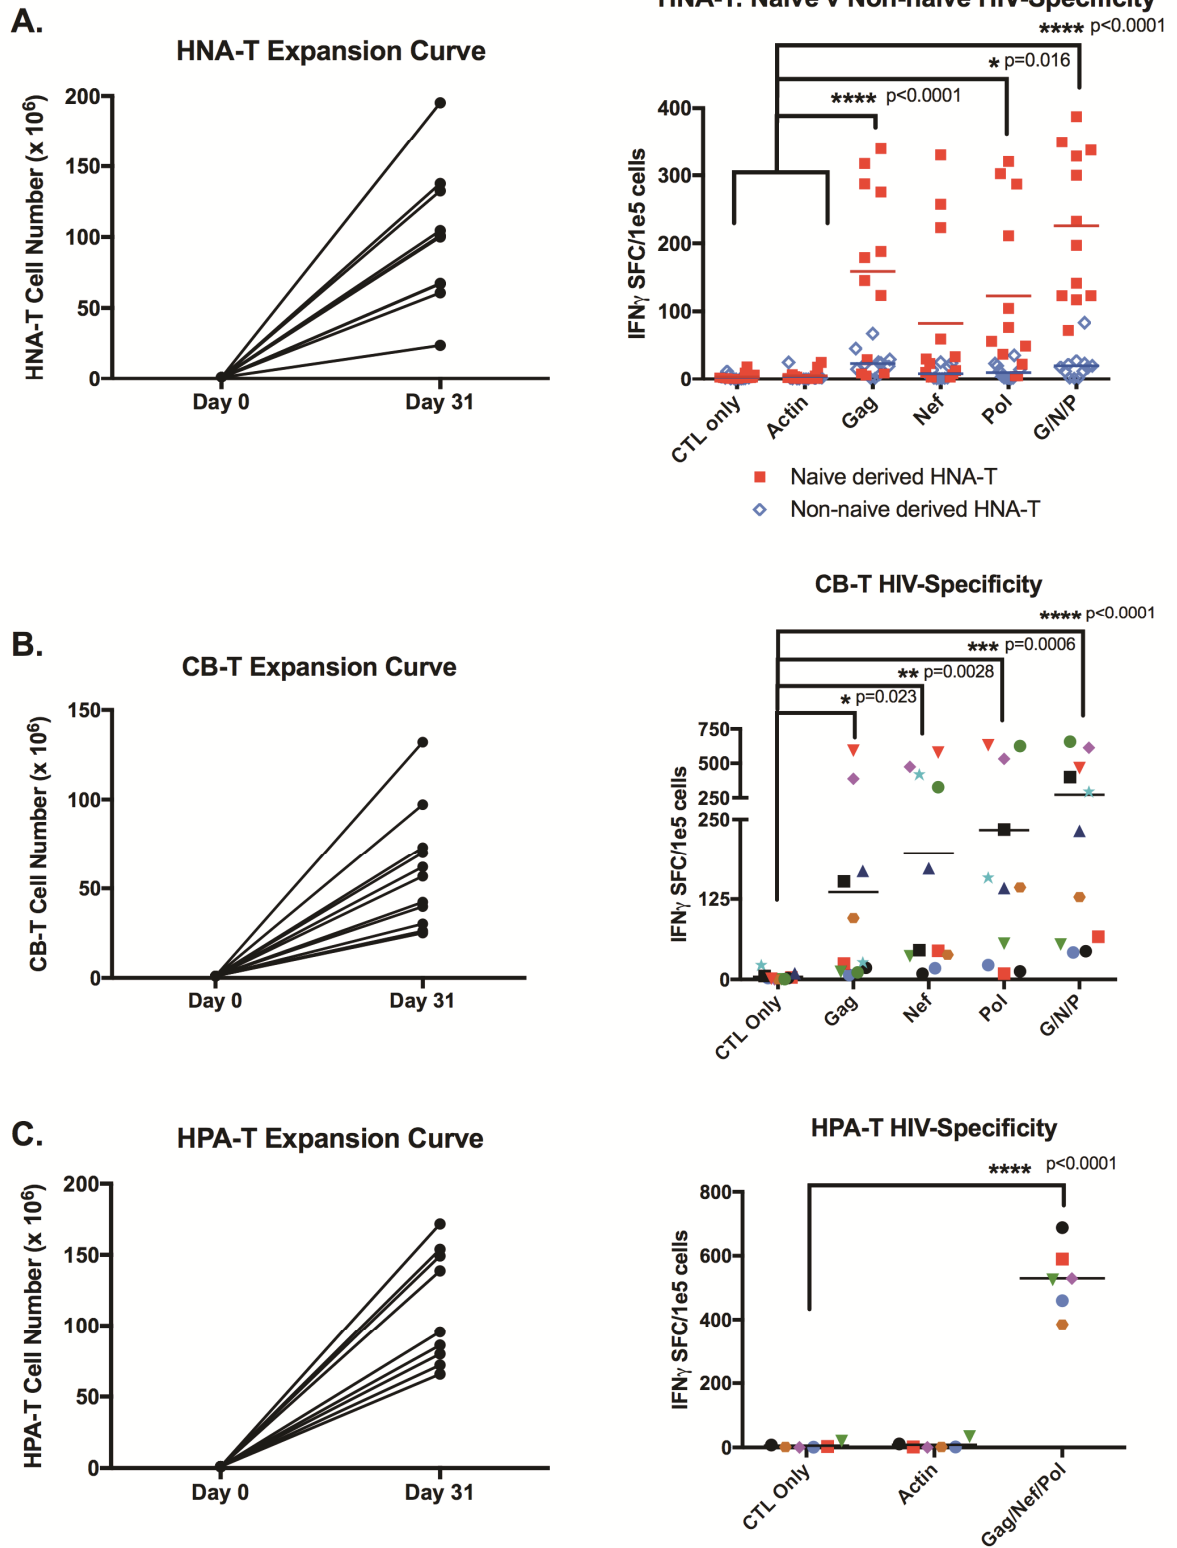 A.
HNA-T Expansion Curve
HNA-T Cell Number (x 10⁶)
200
150
100
50
0
Day 0
Day 31
HNA-T: Naive v Non-naive HIV-Specificity
**** p<0.0001
* p=0.016
**** p<0.0001
IFNγ SFC/1e5 cells
400
300
200
100
0
CTL only
Actin
Gag
Nef
Pol
G/N/P
Naive derived HNA-T
Non-naive derived HNA-T
B.
CB-T Expansion Curve
CB-T Cell Number (x 10⁶)
150
100
50
0
Day 0
Day 31
CB-T HIV-Specificity
**** p<0.0001
*** p=0.0006
** p=0.0028
* p=0.023
IFNγ SFC/1e5 cells
750
500
250
250
125
0
CTL Only
Gag
Nef
Pol
G/N/P
C.
HPA-T Expansion Curve
HPA-T Cell Number (x 10⁶)
200
150
100
50
0
Day 0
Day 31
HPA-T HIV-Specificity
**** p<0.0001
IFNγ SFC/1e5 cells
800
600
400
200
0
CTL Only
Actin
Gag/Nef/Pol